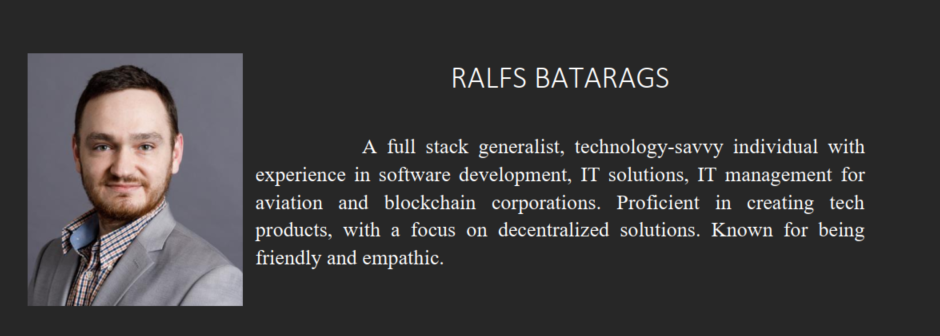 RALFS BATARAGS
A full stack generalist, technology-savvy individual with
experience in software development, IT solutions, IT management for
aviation and blockchain corporations. Proficient in creating tech
products, with a focus on decentralized solutions. Known for being
friendly and empathic.